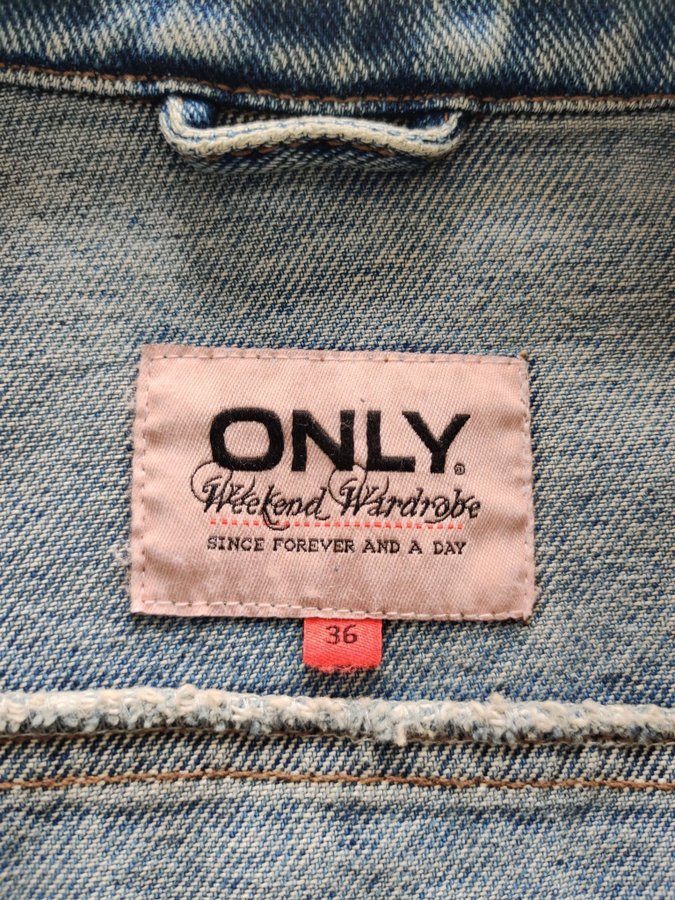 ONLY®
Weekend Wardrobe
SINCE FOREVER AND A DAY
36